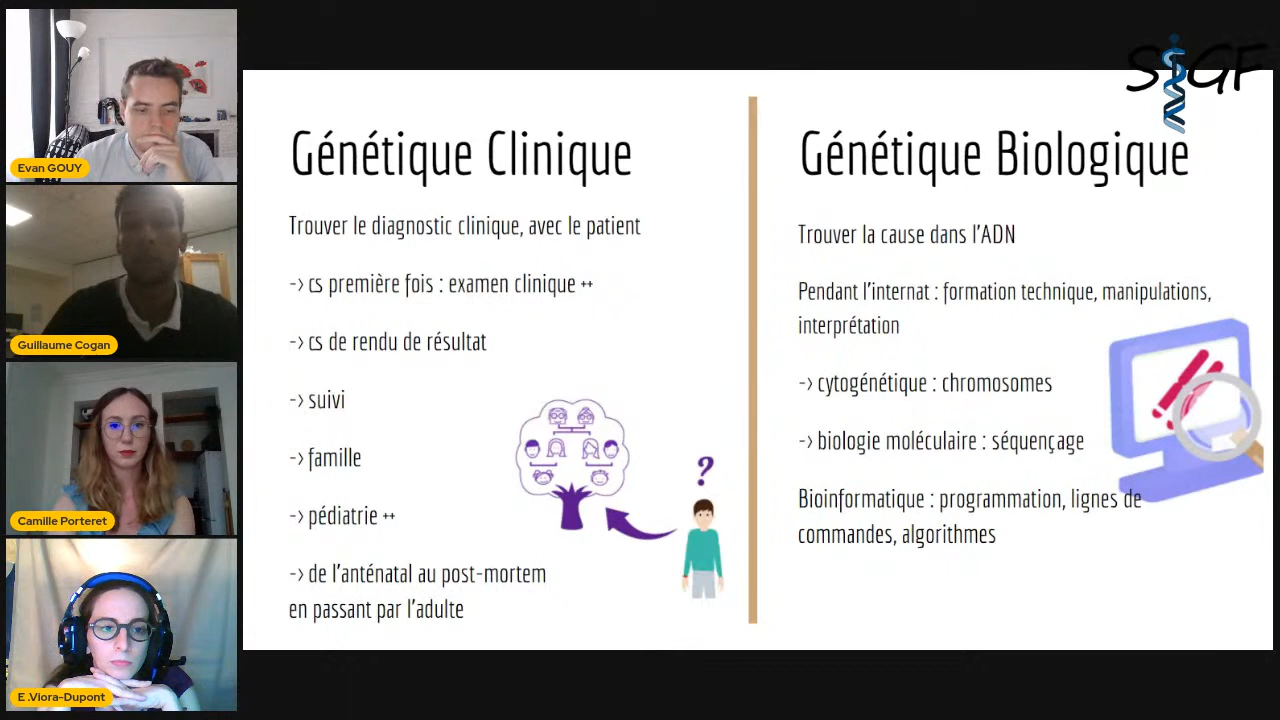 Evan GOUY
Guillaume Cogan
Camille Porteret
E .Viora-Dupont
SIGF
Génétique Clinique
Trouver le diagnostic clinique, avec le patient
-> cs première fois : examen clinique ++
-> cs de rendu de résultat
-> suivi
-> famille
-> pédiatrie ++
-> de l'anténatal au post-mortem
en passant par l'adulte
?
Génétique Biologique
Trouver la cause dans l'ADN
Pendant l'internat : formation technique, manipulations,
interprétation
-> cytogénétique : chromosomes
-> biologie moléculaire : séquençage
Bioinformatique : programmation, lignes de
commandes, algorithmes